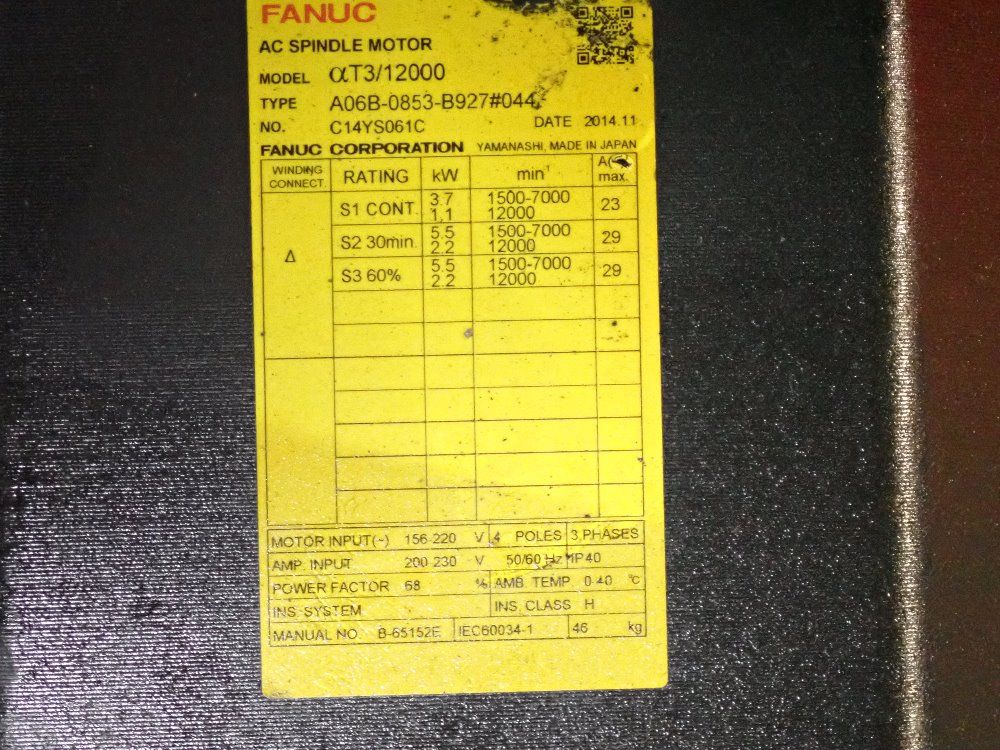 FANUC
AC SPINDLE MOTOR
MODEL αT3/12000
TYPE A06B-0853-B927#044
NO. C14YS061C DATE 2014.11
FANUC CORPORATION YAMANASHI, MADE IN JAPAN
WINDING CONNECT. RATING kW min⁻¹ A(~) max.
Δ S1 CONT. 3.7 1500-7000 23
1.1 12000
S2 30min. 5.5 1500-7000 29
2.2 12000
S3 60% 5.5 1500-7000 29
2.2 12000
MOTOR INPUT(~) 156-220 V 4 POLES 3 PHASES
AMP. INPUT 200-230 V 50/60 Hz IP40
POWER FACTOR 68 % AMB. TEMP. 0-40 °C
INS. SYSTEM INS. CLASS H
MANUAL NO. B-65152E IEC60034-1 46 kg